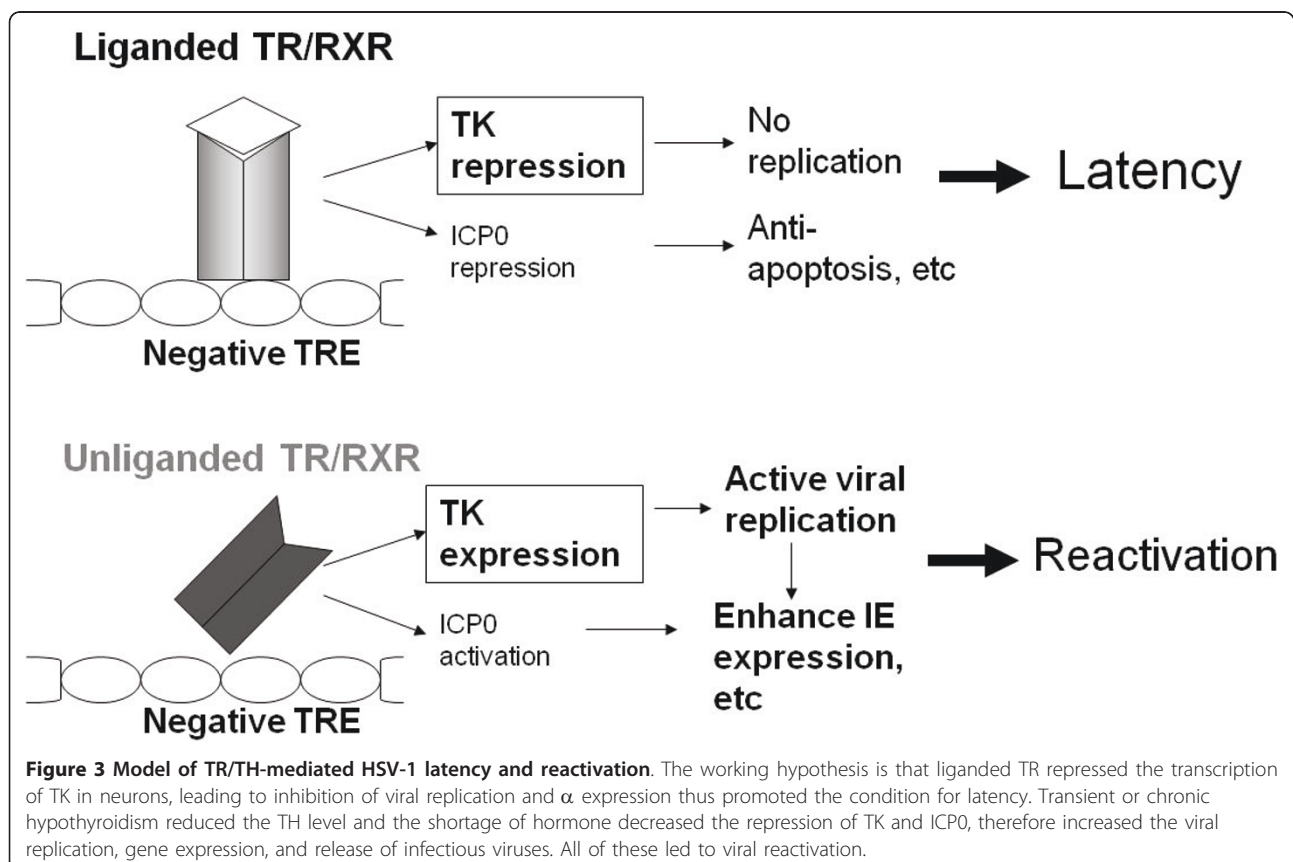 Liganded TR/RXR
TK
repression
No
replication
Latency
ICP0
repression
Anti-
apoptosis, etc
Negative TRE
Unliganded TR/RXR
TK
expression
Active viral
replication
Reactivation
ICP0
activation
Enhance IE
expression,
etc
Negative TRE
Figure 3 Model of TR/TH-mediated HSV-1 latency and reactivation. The working hypothesis is that liganded TR repressed the transcription
of TK in neurons, leading to inhibition of viral replication and α expression thus promoted the condition for latency. Transient or chronic
hypothyroidism reduced the TH level and the shortage of hormone decreased the repression of TK and ICP0, therefore increased the viral
replication, gene expression, and release of infectious viruses. All of these led to viral reactivation.